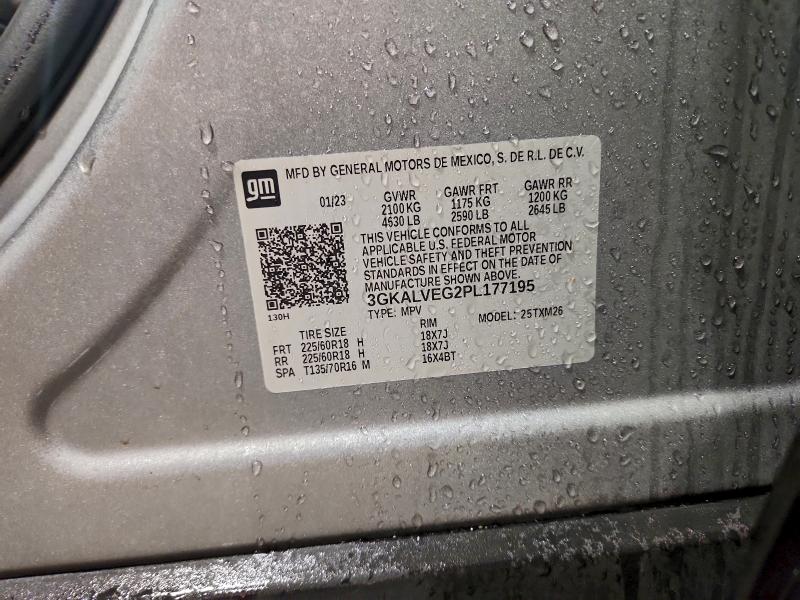 gm
MFD BY GENERAL MOTORS DE MEXICO, S. DE R.L. DE C.V.
01/23
GVWR GAWR FRT GAWR RR
2100 KG 1175 KG 1200 KG
4630 LB 2590 LB 2645 LB
THIS VEHICLE CONFORMS TO ALL
APPLICABLE U.S. FEDERAL MOTOR
VEHICLE SAFETY AND THEFT PREVENTION
STANDARDS IN EFFECT ON THE DATE OF
MANUFACTURE SHOWN ABOVE.
3GKALVEG2PL177195
130H
TYPE: MPV MODEL: 25TXM26
TIRE SIZE RIM
FRT 225/60R18 H 18X7J
RR 225/60R18 H 18X7J
SPA T135/70R16 M 16X4BT